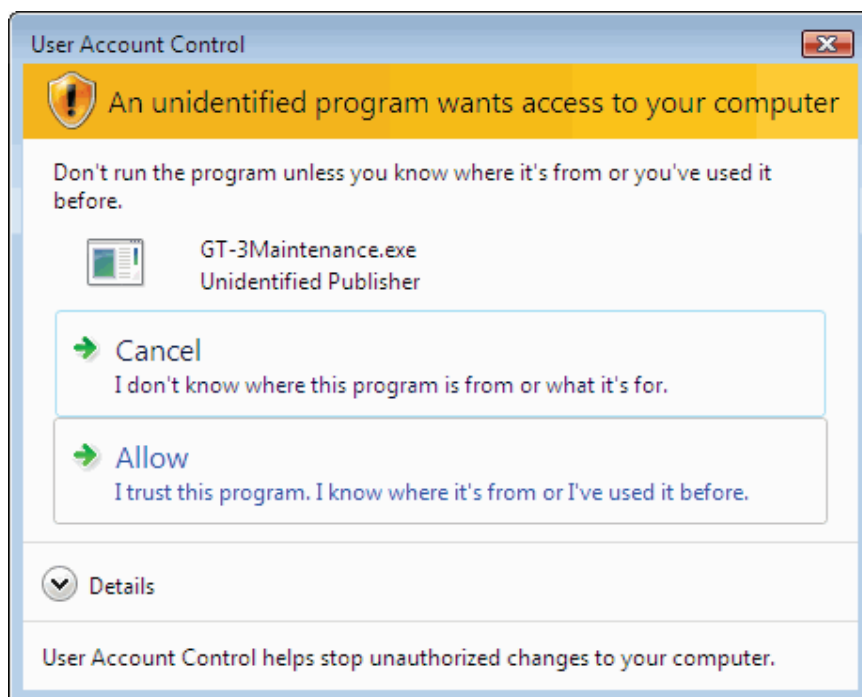 User Account Control
An unidentified program wants access to your computer
Don't run the program unless you know where it's from or you've used it
before.
GT-3Maintenance.exe
Unidentified Publisher
Cancel
I don't know where this program is from or what it's for.
Allow
I trust this program. I know where it's from or I've used it before.
Details
User Account Control helps stop unauthorized changes to your computer.